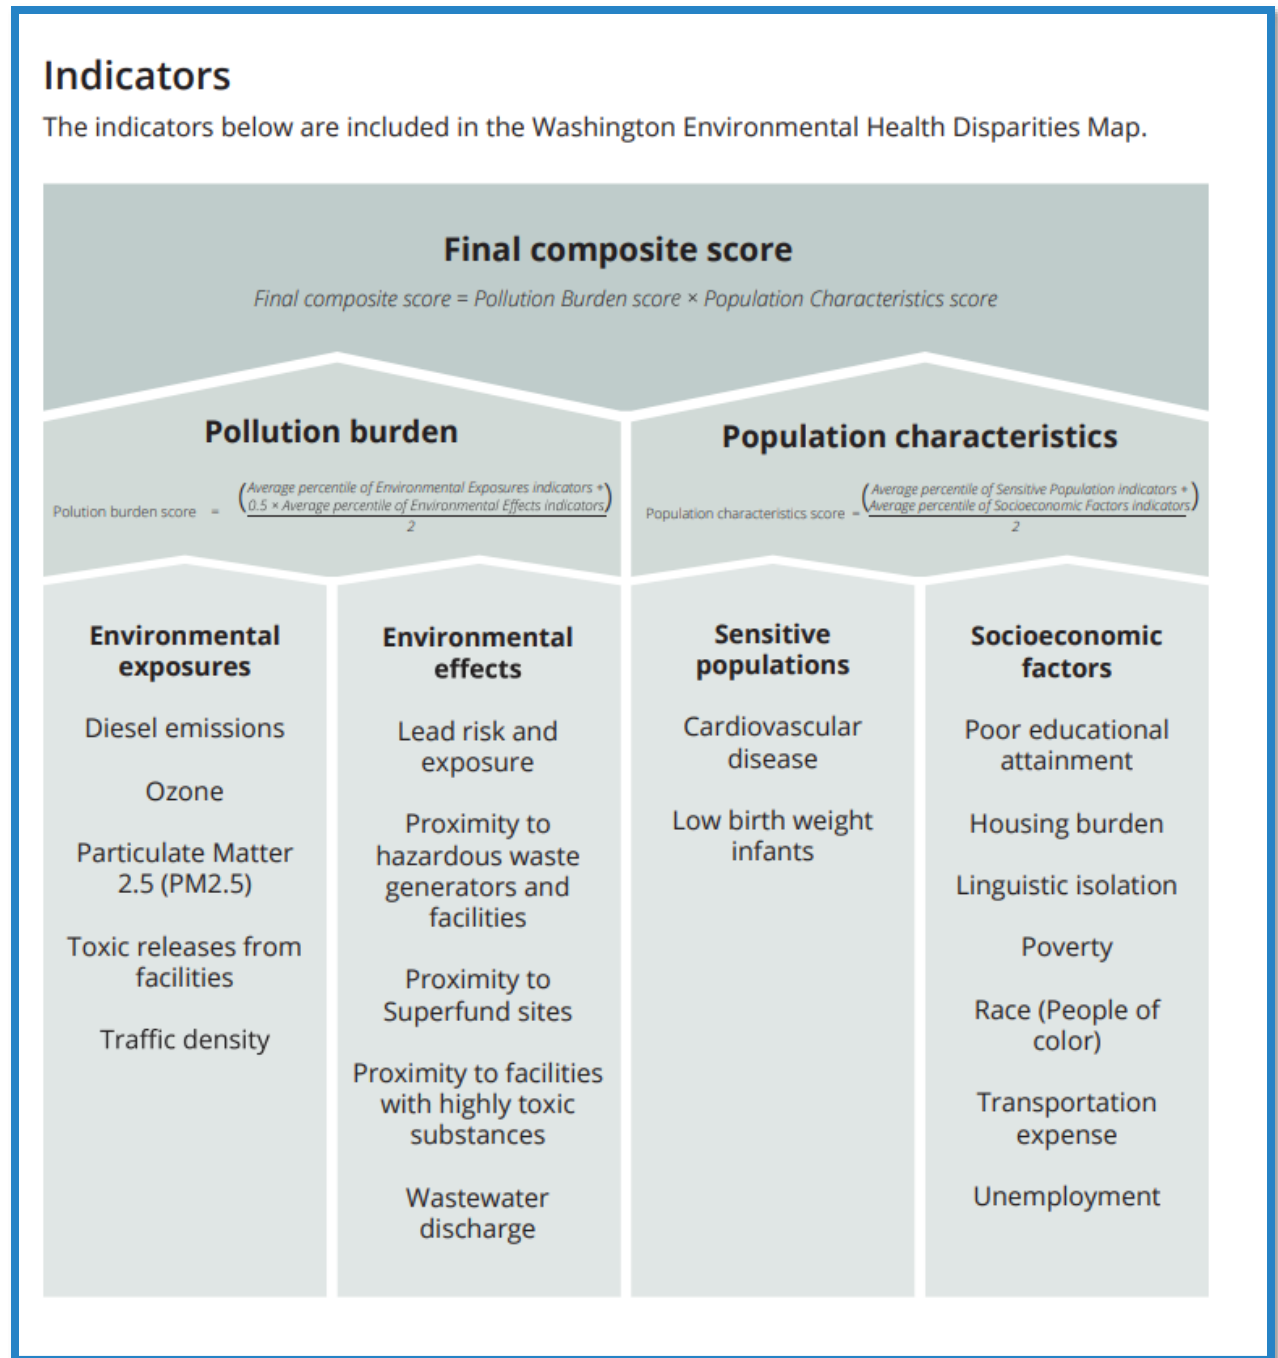 Indicators
The indicators below are included in the Washington Environmental Health Disparities Map.
Final composite score
Final composite score = Pollution Burden score × Population Characteristics score
Pollution burden
Polution burden score = (Average percentile of Environmental Exposures indicators +
0.5 × Average percentile of Environmental Effects indicators)
2
Population characteristics
Population characteristics score = (Average percentile of Sensitive Population indicators +
Average percentile of Socioeconomic Factors indicators)
2
Environmental
exposures
Diesel emissions
Ozone
Particulate Matter
2.5 (PM2.5)
Toxic releases from
facilities
Traffic density
Environmental
effects
Lead risk and
exposure
Proximity to
hazardous waste
generators and
facilities
Proximity to
Superfund sites
Proximity to facilities
with highly toxic
substances
Wastewater
discharge
Sensitive
populations
Cardiovascular
disease
Low birth weight
infants
Socioeconomic
factors
Poor educational
attainment
Housing burden
Linguistic isolation
Poverty
Race (People of
color)
Transportation
expense
Unemployment